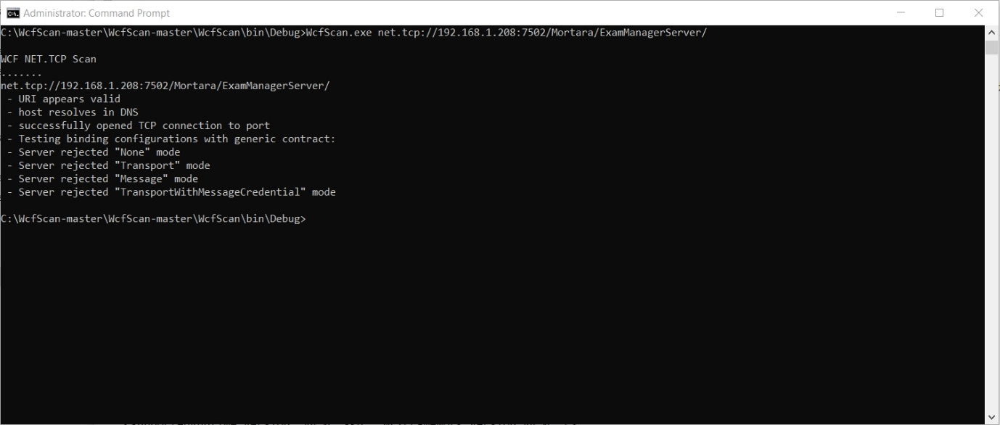 Administrator: Command Prompt
C:\WcfScan-master\WcfScan-master\WcfScan\bin\Debug>WcfScan.exe net.tcp://192.168.1.208:7502/Mortara/ExamManagerServer/
WCF NET.TCP Scan
.......
net.tcp://192.168.1.208:7502/Mortara/ExamManagerServer/
- URI appears valid
- host resolves in DNS
- successfully opened TCP connection to port
- Testing binding configurations with generic contract:
- Server rejected "None" mode
- Server rejected "Transport" mode
- Server rejected "Message" mode
- Server rejected "TransportWithMessageCredential" mode
C:\WcfScan-master\WcfScan-master\WcfScan\bin\Debug>